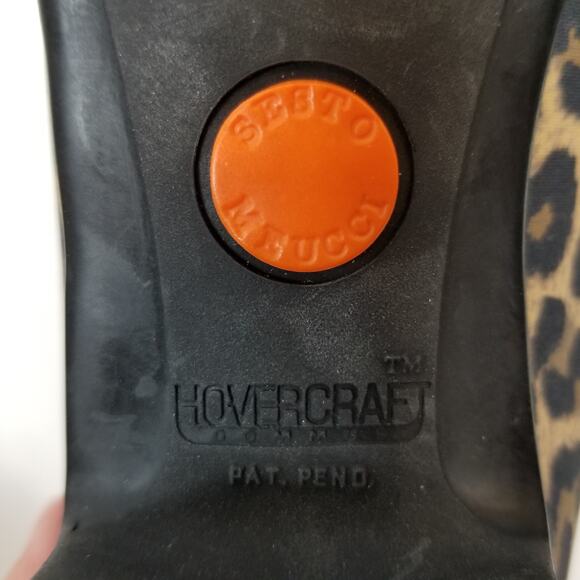 SESTO
MEUCCI
TM
HOVERCRAFT
PAT. PEND.